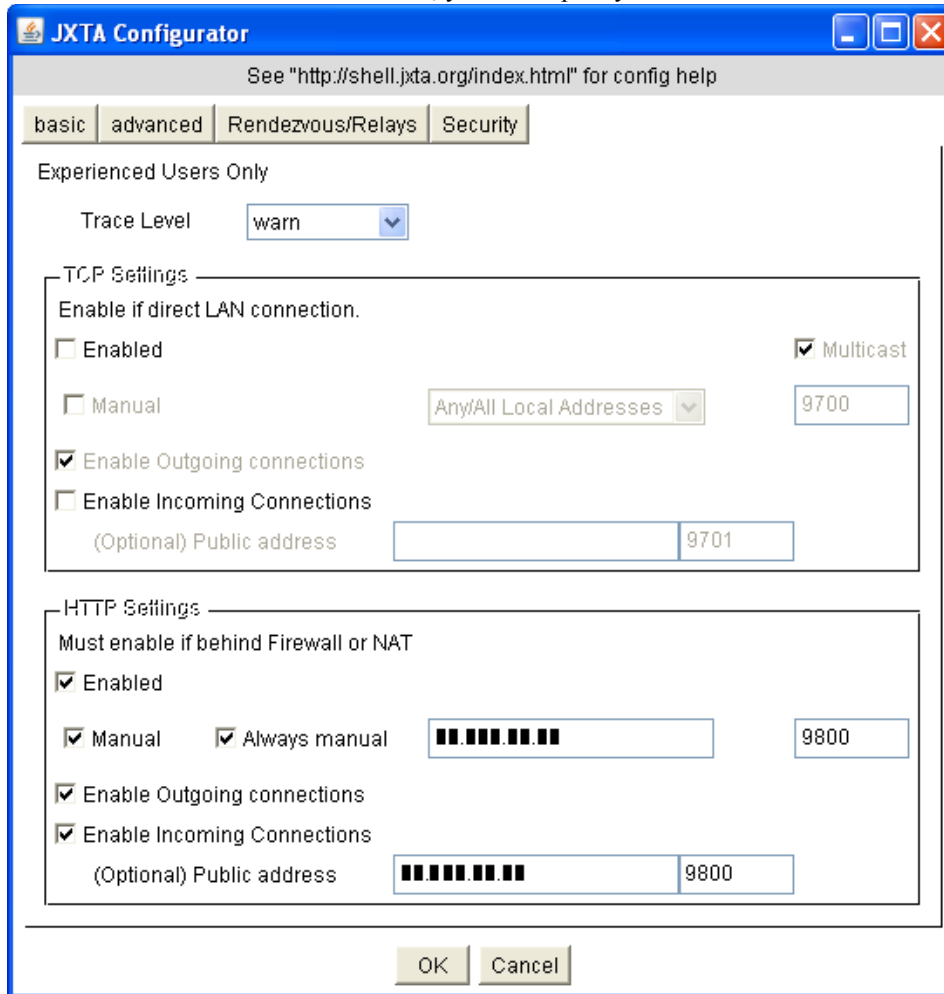 JXTA Configurator
See "http://shell.jxta.org/index.html" for config help
basic advanced Rendezvous/Relays Security
Experienced Users Only
Trace Level warn
TCP Settings
Enable if direct LAN connection.
Enabled Multicast
Manual Any/All Local Addresses 9700
Enable Outgoing connections
Enable Incoming Connections
(Optional) Public address 9701
HTTP Settings
Must enable if behind Firewall or NAT
Enabled
Manual Always manual 9800
Enable Outgoing connections
Enable Incoming Connections
(Optional) Public address 9800
OK Cancel